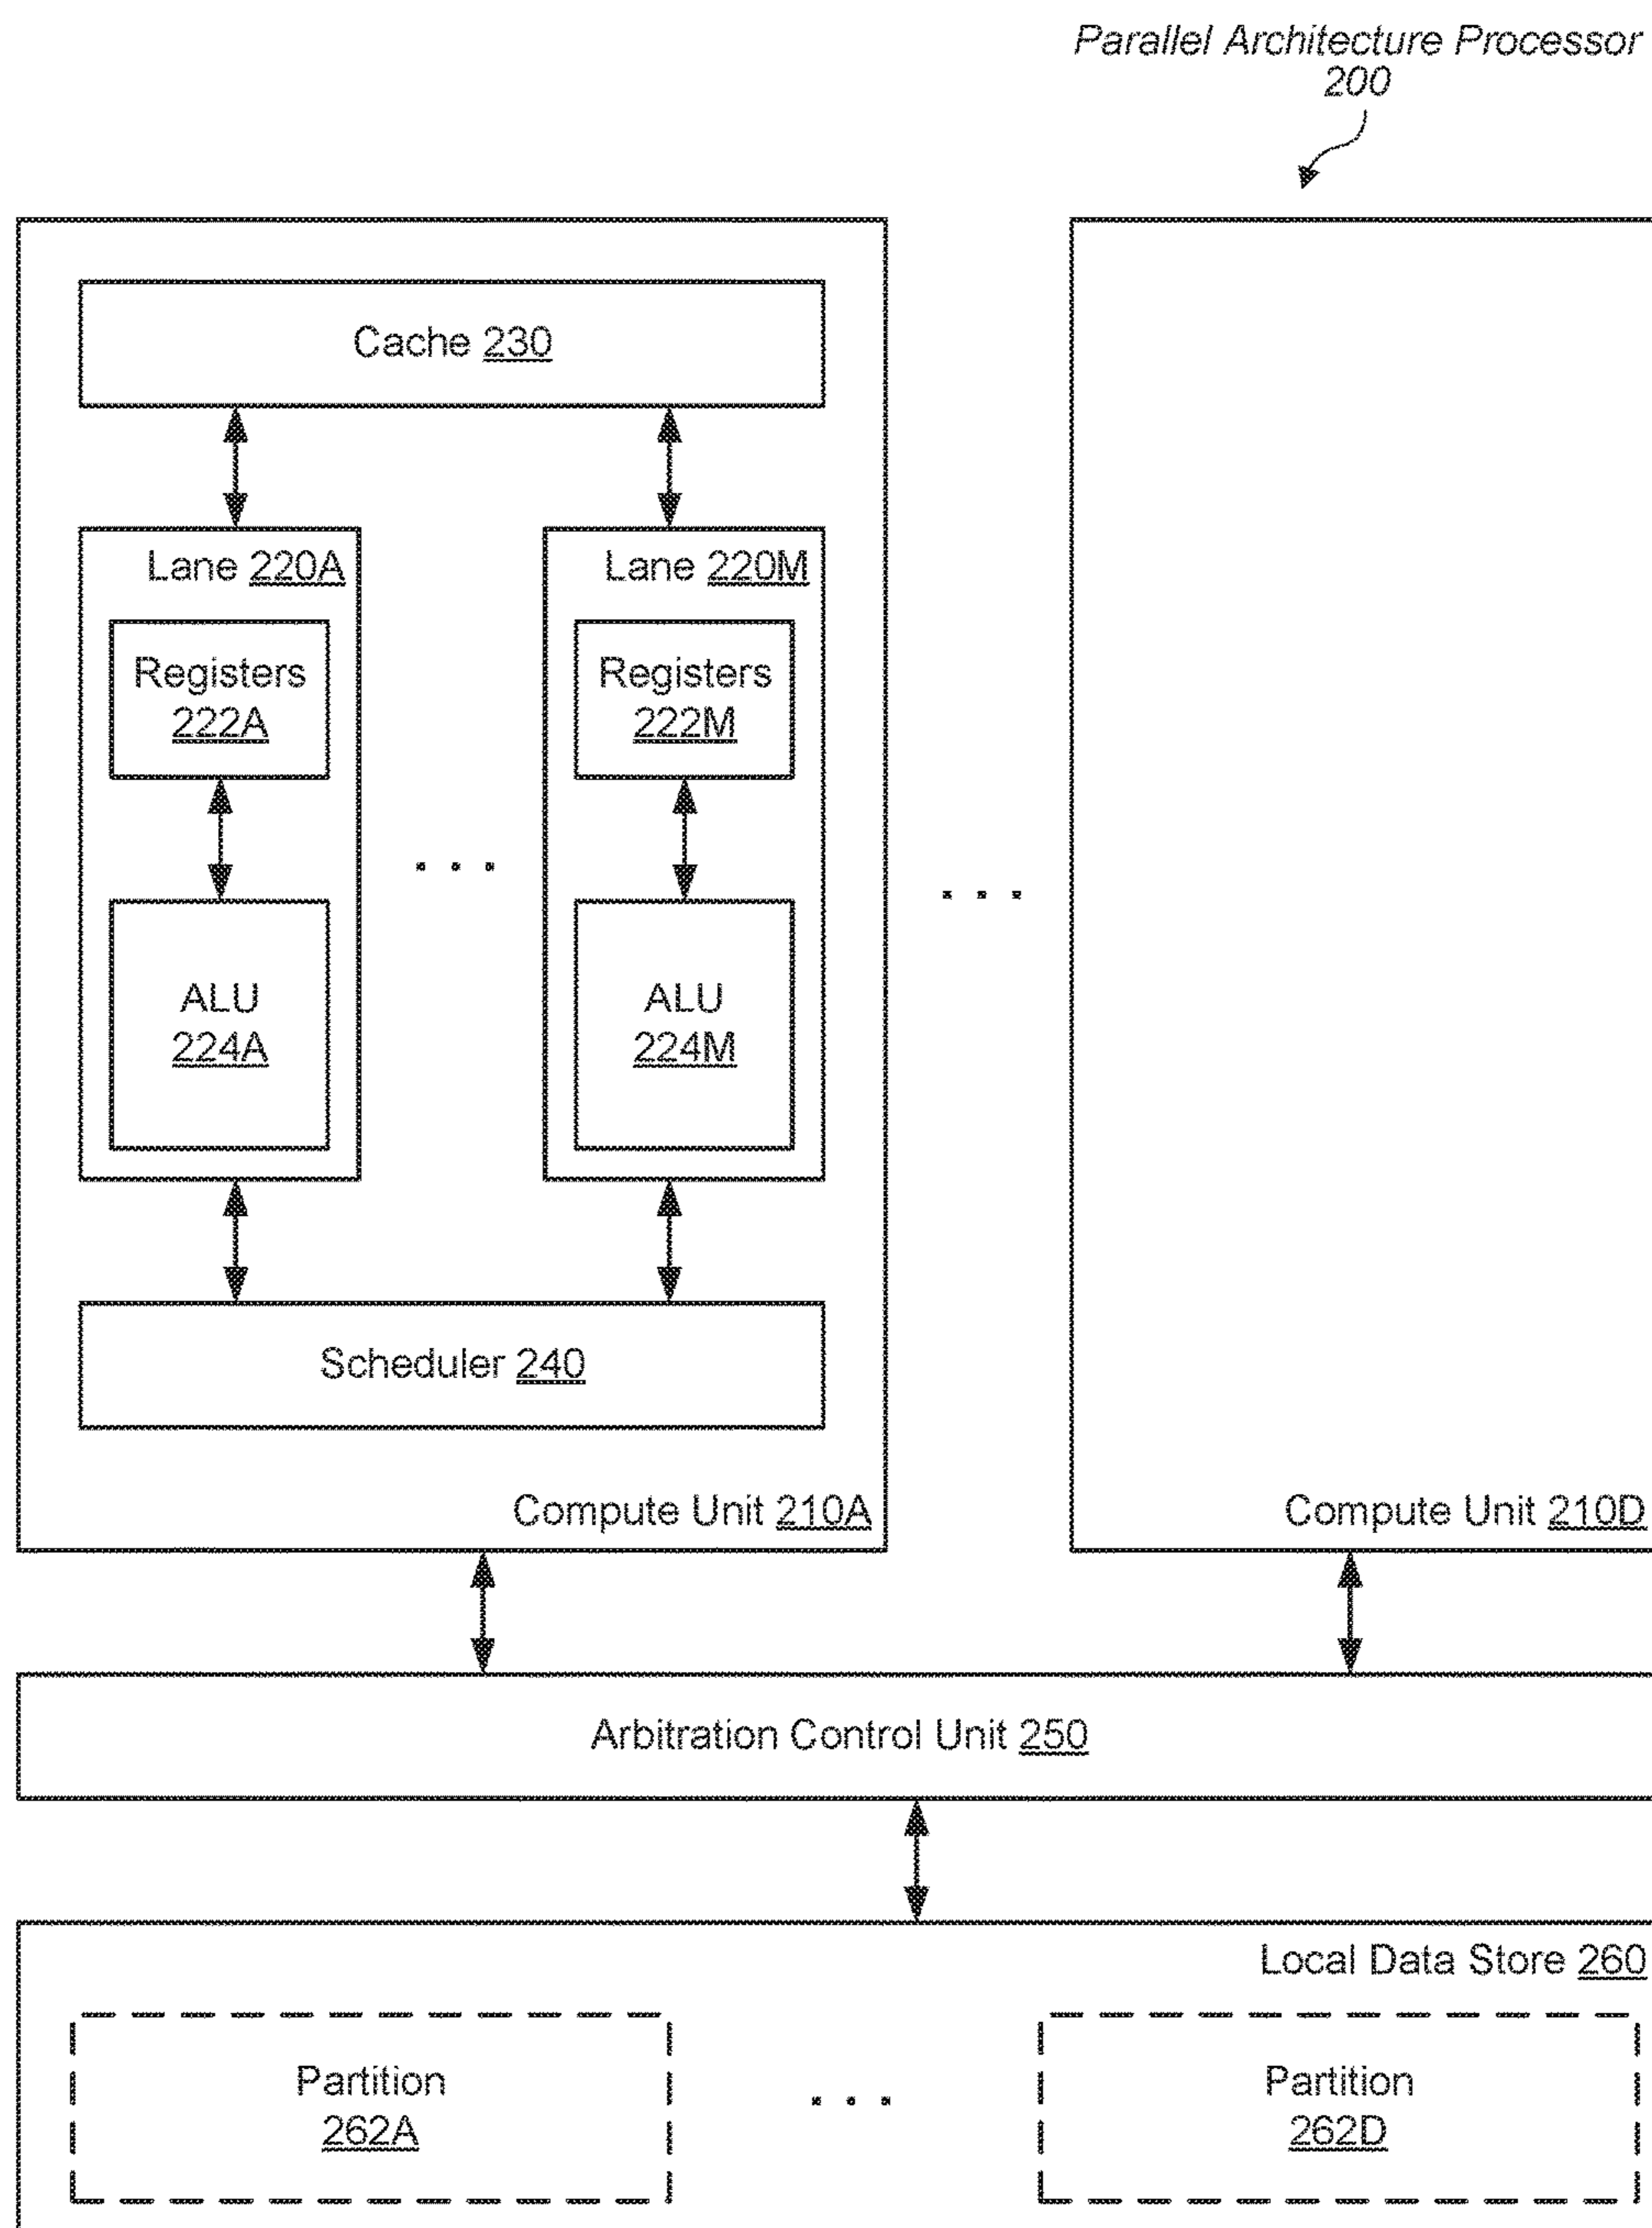 Parallel Architecture Processor
200
Cache 230
Lane 220A
Lane 220M
Registers
222A
Registers
222M
. . .
. . .
ALU
224A
ALU
224M
Scheduler 240
Compute Unit 210A
Compute Unit 210D
Arbitration Control Unit 250
Local Data Store 260
Partition
262A
. . .
Partition
262D